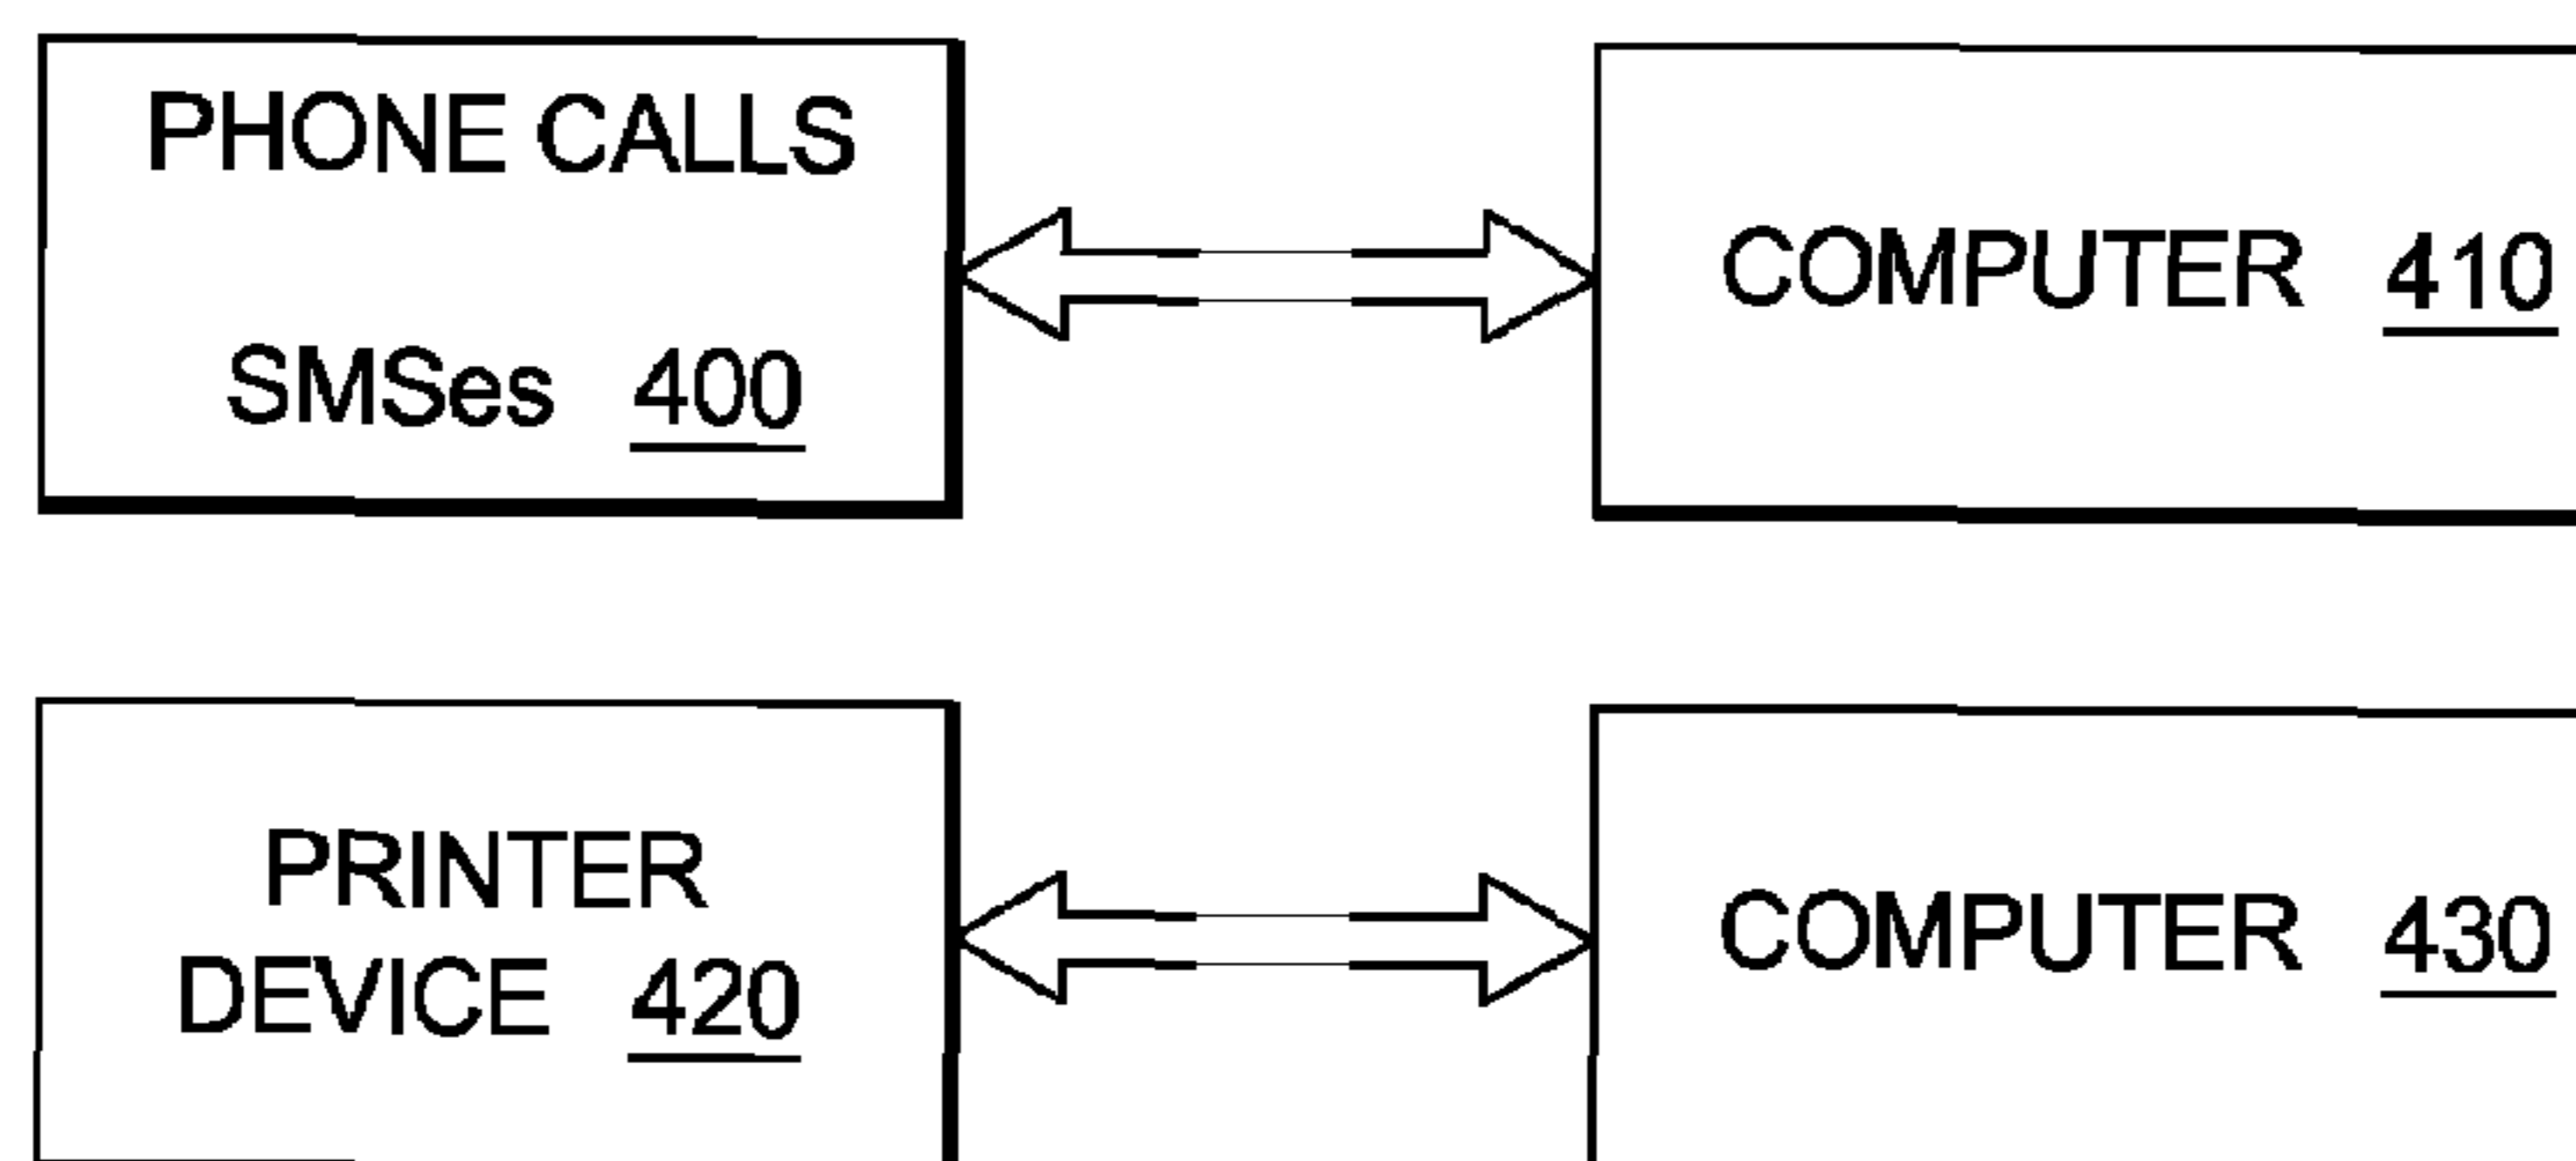 PHONE CALLS
SMSes 400
COMPUTER 410
PRINTER
DEVICE 420
COMPUTER 430